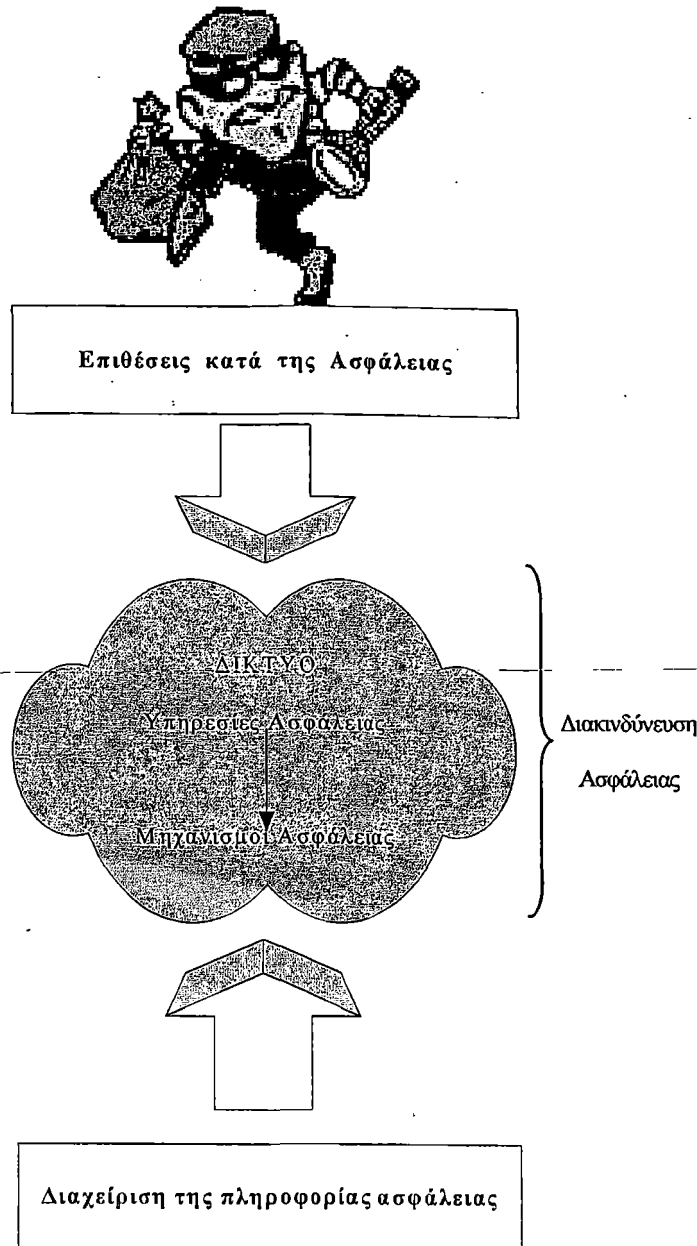 Επιθέσεις κατά της Ασφάλειας
ΔΙΚΤΥΟ
Υπηρεσίες Ασφάλειας
Μηχανισμοί Ασφάλειας
Διακινδύνευση
Ασφάλειας
Διαχείριση της πληροφορίας ασφάλειας